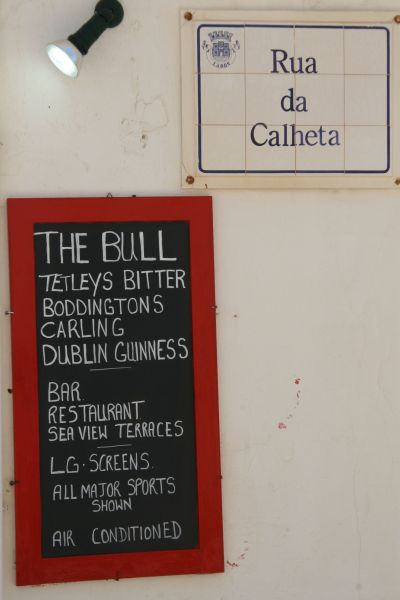 LAGOS
Rua
da
Calheta
THE BULL
TETLEYS BITTER
BODDINGTONS
CARLING
DUBLIN GUINNESS
BAR
RESTAURANT
SEA VIEW TERRACES
LG. SCREENS.
ALL MAJOR SPORTS
SHOWN
AIR CONDITIONED